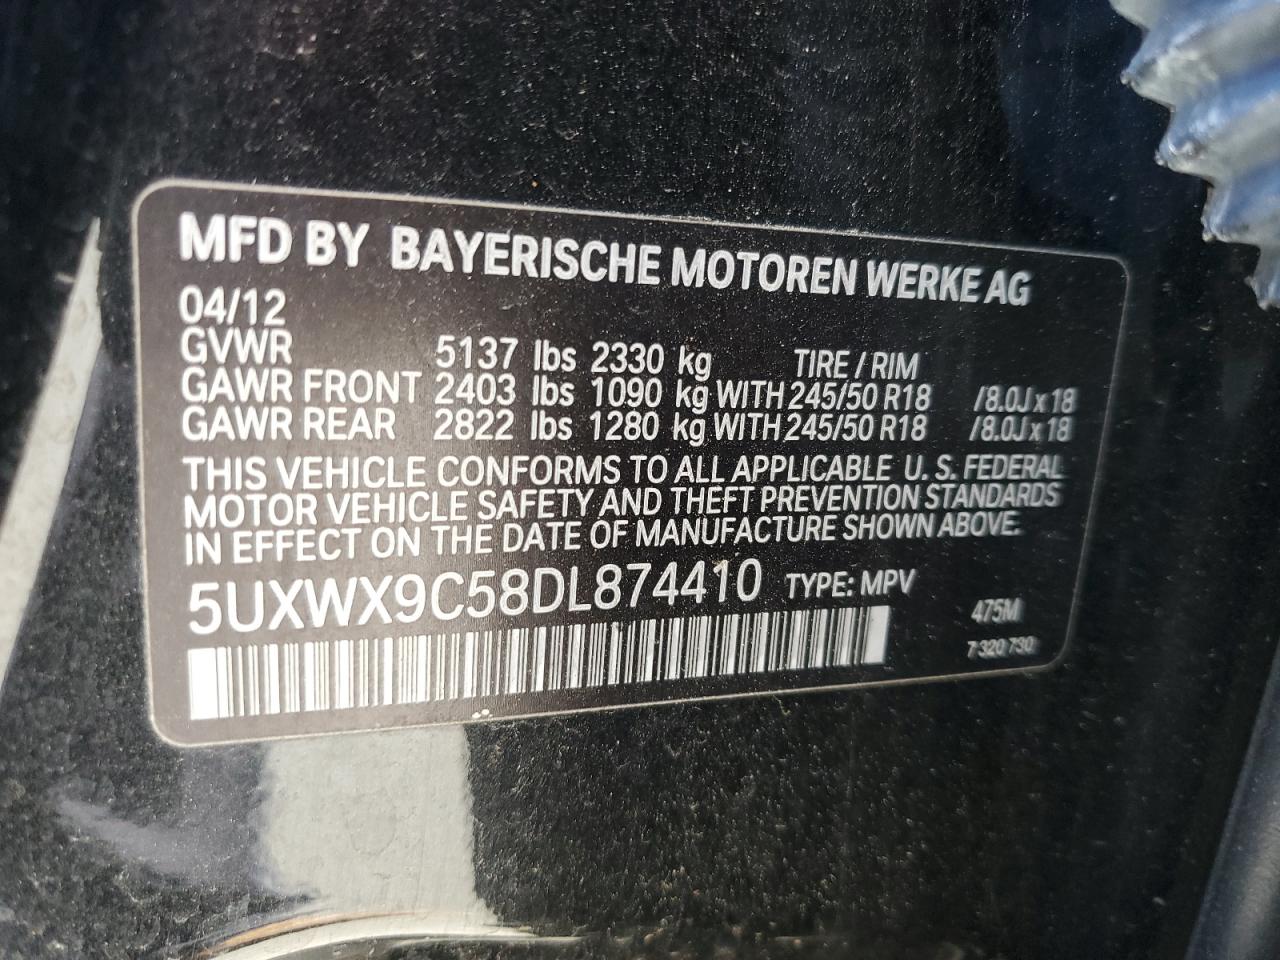 MFD BY BAYERISCHE MOTOREN WERKE AG
04/12
GVWR 5137 lbs 2330 kg TIRE / RIM
GAWR FRONT 2403 lbs 1090 kg WITH 245/50 R18 /8.0J x 18
GAWR REAR 2822 lbs 1280 kg WITH 245/50 R18 /8.0J x 18
THIS VEHICLE CONFORMS TO ALL APPLICABLE U. S. FEDERAL
MOTOR VEHICLE SAFETY AND THEFT PREVENTION STANDARDS
IN EFFECT ON THE DATE OF MANUFACTURE SHOWN ABOVE.
5UXWX9C58DL874410 TYPE: MPV
475M
7 320 730